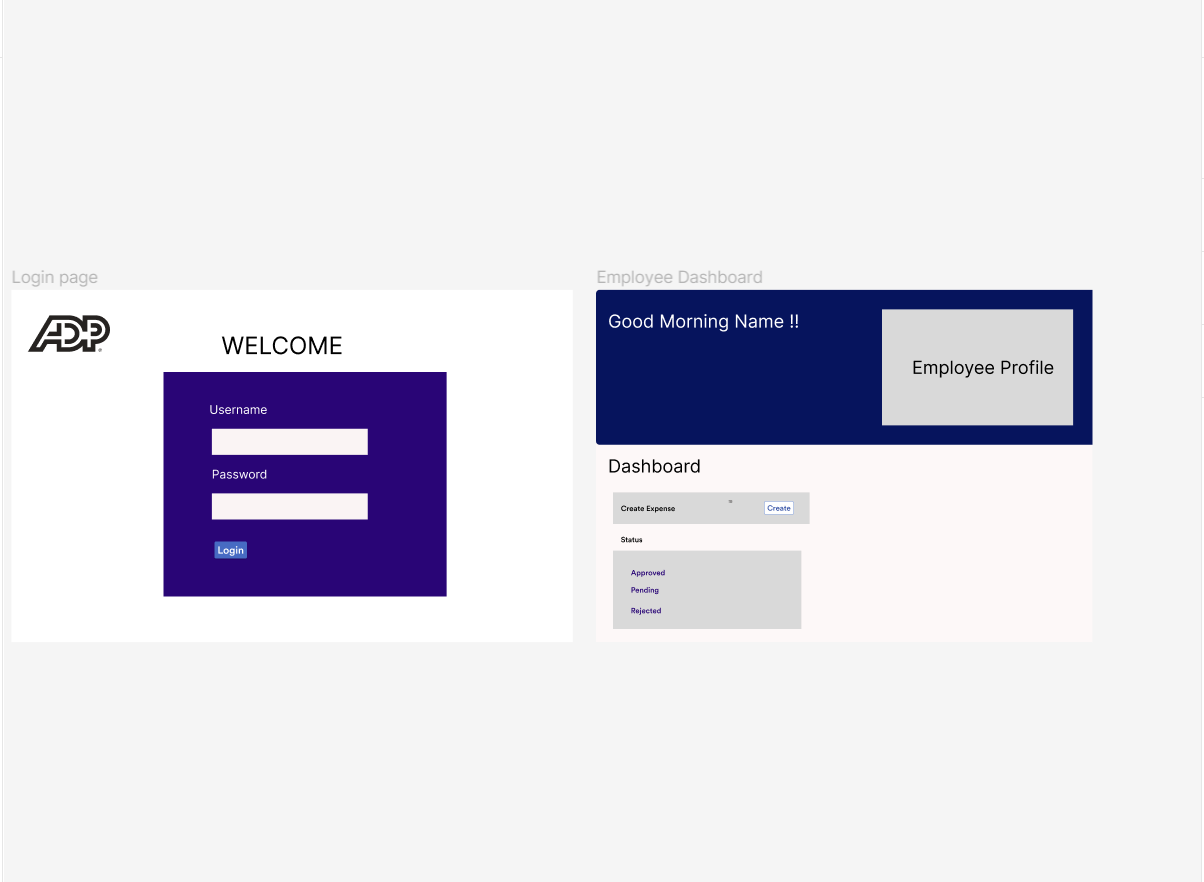 Login page
ADP
WELCOME
Username
Password
Login
Employee Dashboard
Good Morning Name !!
Employee Profile
Dashboard
Create Expense
Create
Status
Approved
Pending
Rejected